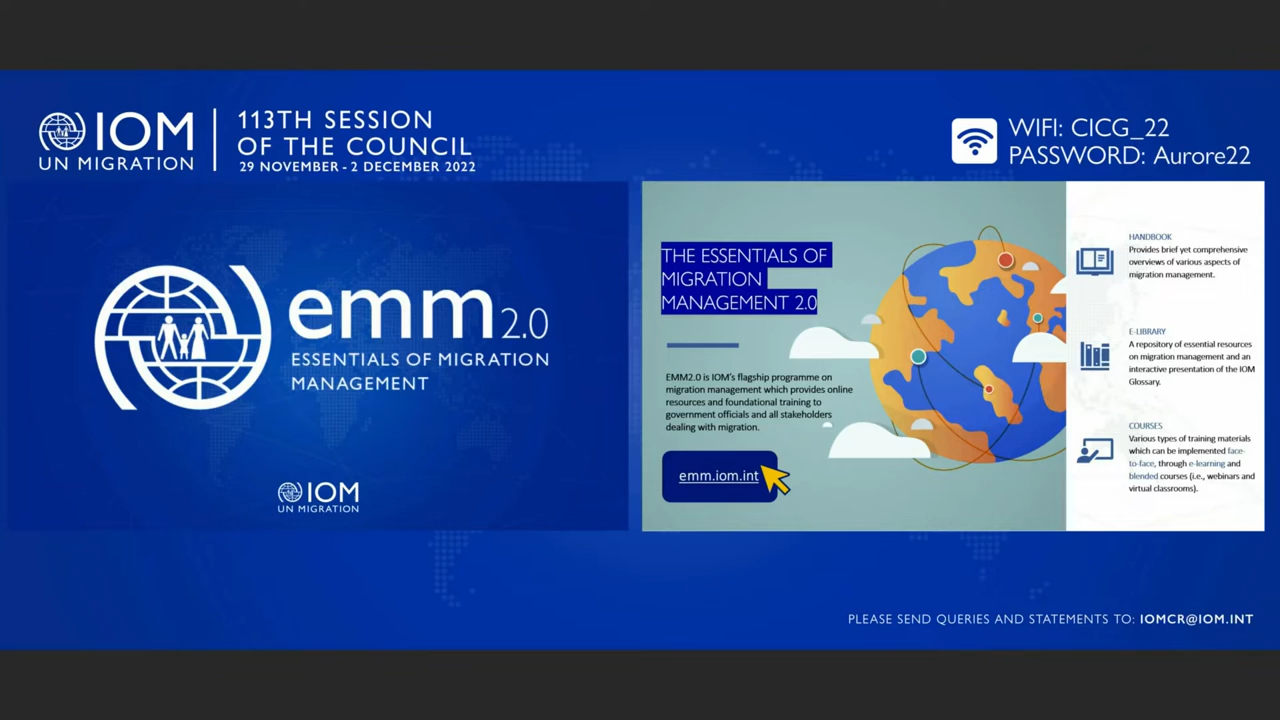 IOM
UN MIGRATION
113TH SESSION
OF THE COUNCIL
29 NOVEMBER - 2 DECEMBER 2022
WIFI: CICG_22
PASSWORD: Aurore22
emm2.0
ESSENTIALS OF MIGRATION
MANAGEMENT
IOM
UN MIGRATION
THE ESSENTIALS OF
MIGRATION
MANAGEMENT 2.0
EMM2.0 is IOM's flagship programme on
migration management which provides online
resources and foundational training to
government officials and all stakeholders
dealing with migration.
emm.iom.int
HANDBOOK
Provides brief yet comprehensive
overviews of various aspects of
migration management.
E-LIBRARY
A repository of essential resources
on migration management and an
interactive presentation of the IOM
Glossary.
COURSES
Various types of training materials
which can be implemented face-
to-face, through e-learning and
blended courses (i.e., webinars and
virtual classrooms).
PLEASE SEND QUERIES AND STATEMENTS TO: IOMCR@IOM.INT